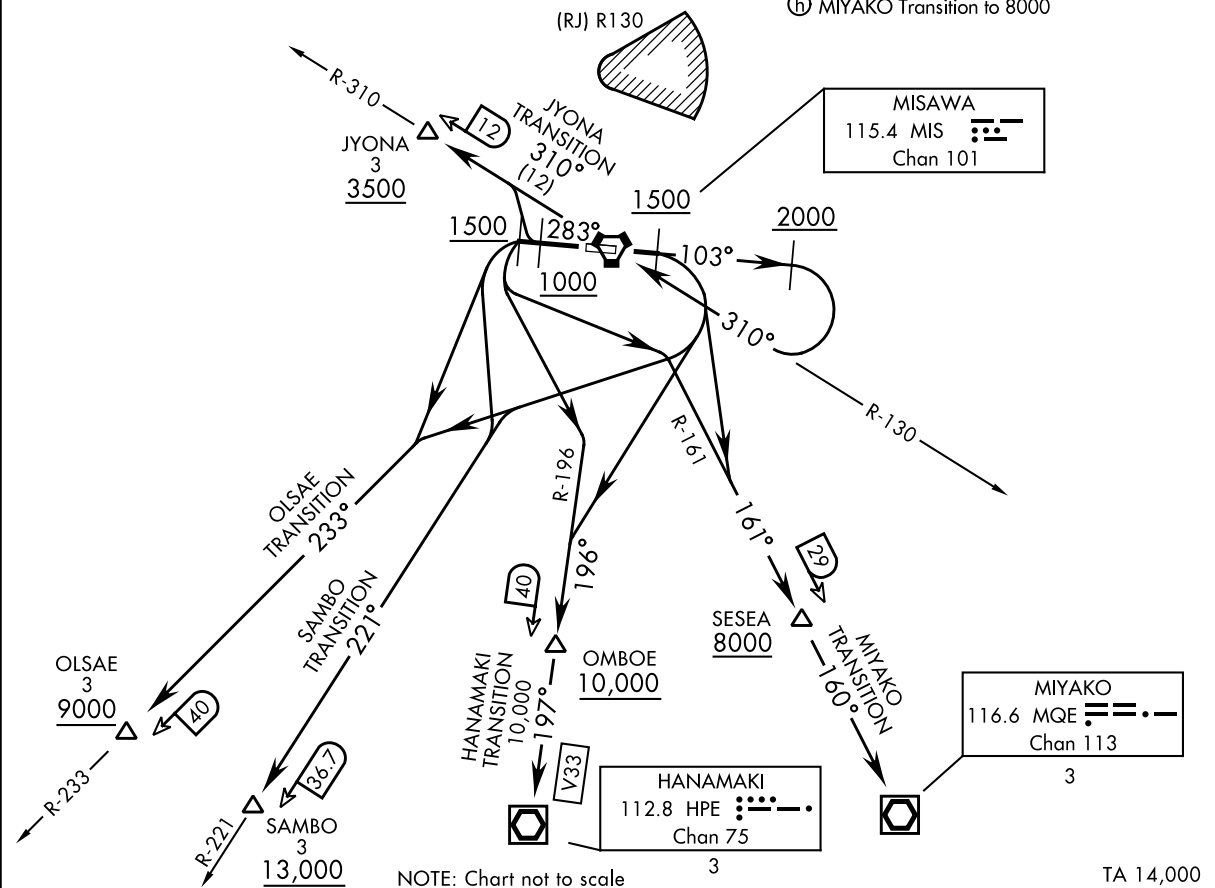 ⓗ MIYAKO Transition to 8000
(RJ) R130
R-310
12
JYONA
TRANSITION
310°
(12)
JYONA
3
3500
MISAWA
115.4 MIS
Chan 101
1500
1500
2000
283°
103°
1000
310°
R-130
R-161
R-196
OLSAE
TRANSITION
233°
161°
196°
29
40
SAMBO
TRANSITION
221°
SESEA
8000
OMBOE
10,000
MIYAKO
TRANSITION
160°
OLSAE
3
9000
40
HANAMAKI
TRANSITION
10,000
197°
V33
MIYAKO
116.6 MQE
Chan 113
3
R-233
36.7
HANAMAKI
112.8 HPE
Chan 75
3
R-221
SAMBO
3
13,000
NOTE: Chart not to scale
TA 14,000